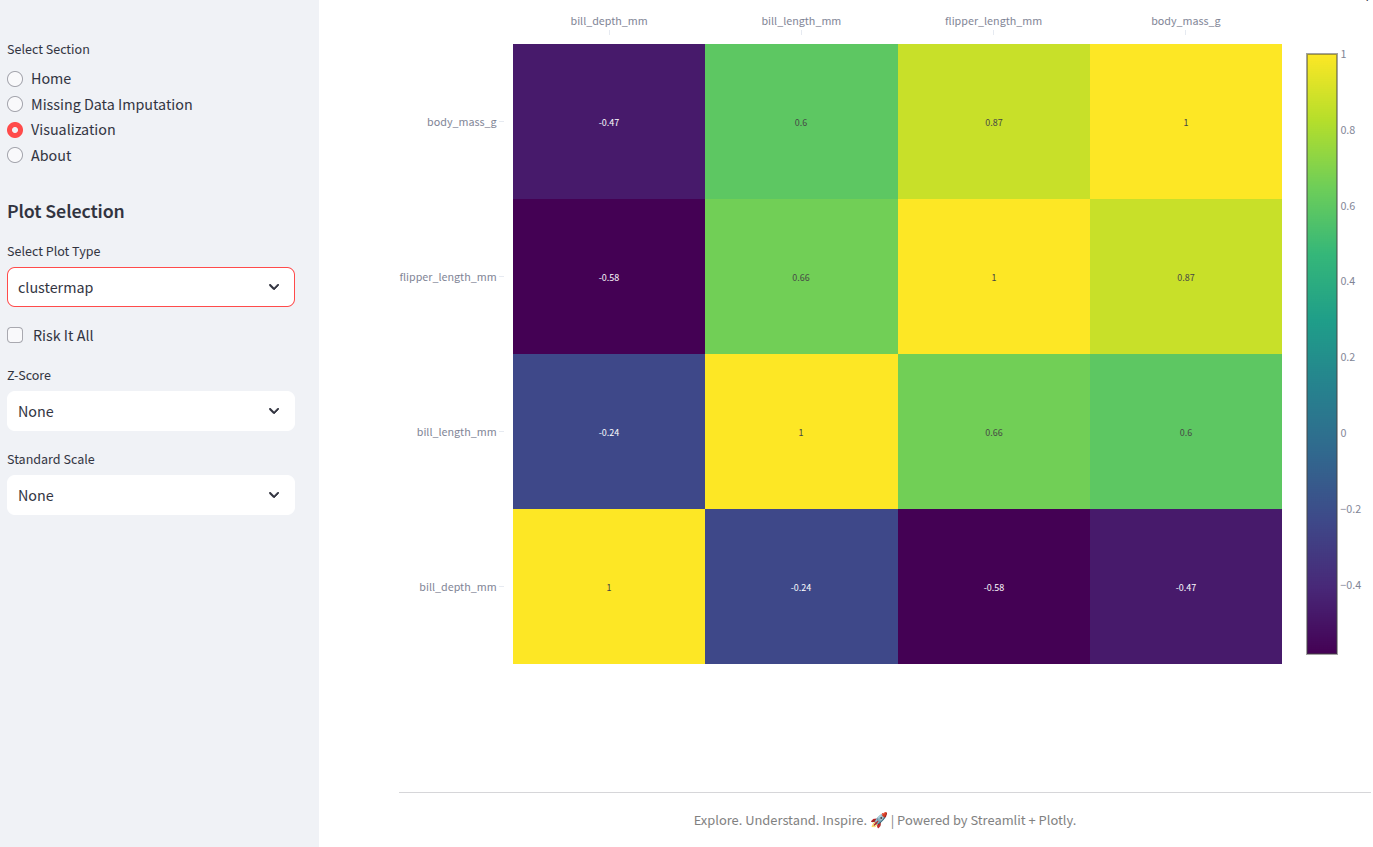 Select Section
Home
Missing Data Imputation
Visualization
About
Plot Selection
Select Plot Type
clustermap
Risk It All
Z-Score
None
Standard Scale
None
bill_depth_mm bill_length_mm flipper_length_mm body_mass_g
body_mass_g -0.47 0.6 0.87 1
flipper_length_mm -0.58 0.66 1 0.87
bill_length_mm -0.24 1 0.66 0.6
bill_depth_mm 1 -0.24 -0.58 -0.47
1
0.8
0.6
0.4
0.2
0
−0.2
−0.4
Explore. Understand. Inspire. 🚀 | Powered by Streamlit + Plotly.